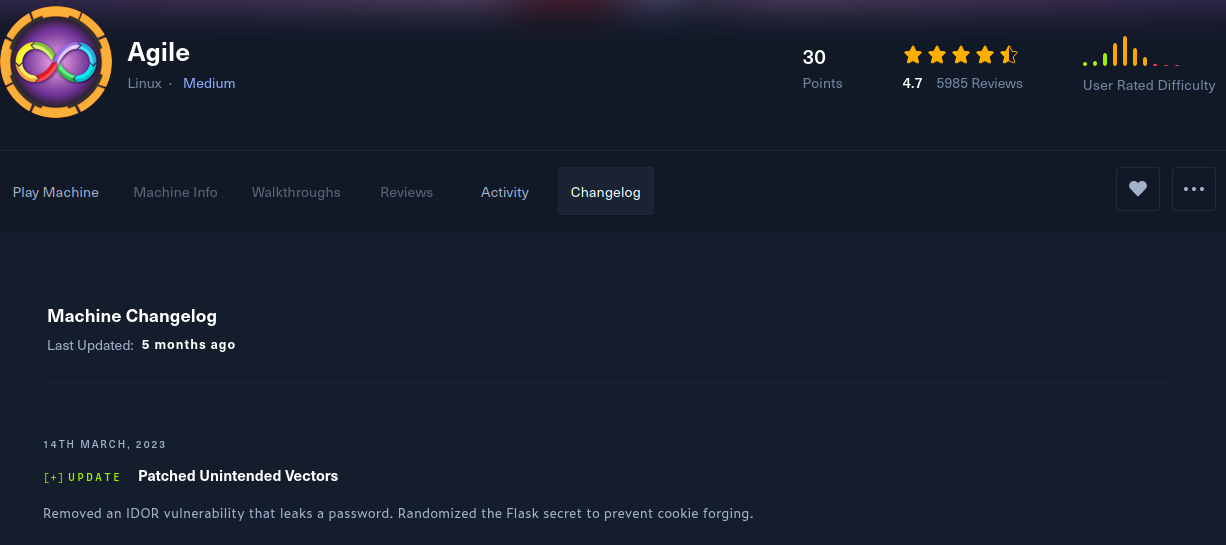 Agile
Linux · Medium
30
Points
4.7 5985 Reviews
User Rated Difficulty
Play Machine Machine Info Walkthroughs Reviews Activity Changelog
Machine Changelog
Last Updated: 5 months ago
14TH MARCH, 2023
[+] UPDATE Patched Unintended Vectors
Removed an IDOR vulnerability that leaks a password. Randomized the Flask secret to prevent cookie forging.